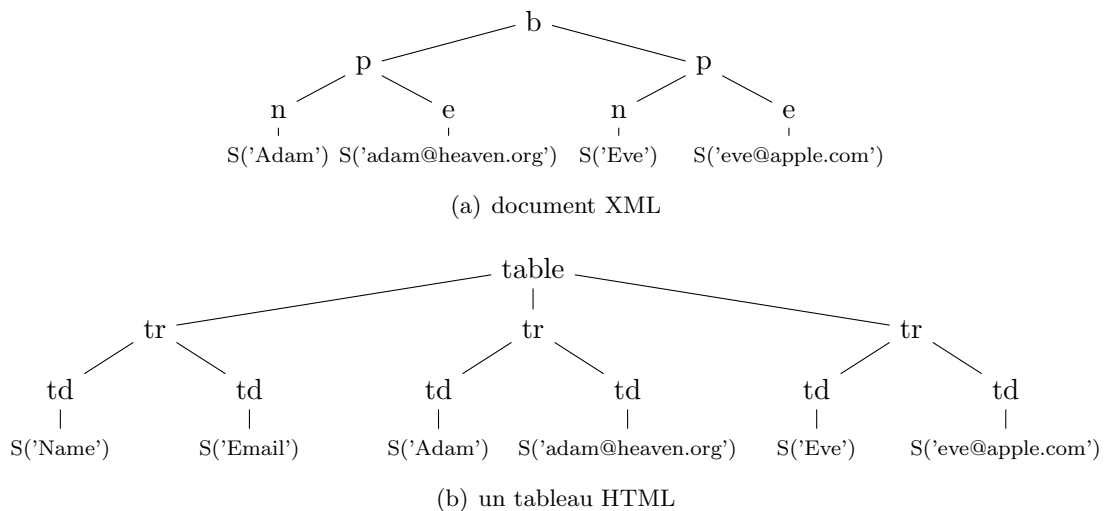 b
p p
n e n e
S('Adam') S('adam@heaven.org') S('Eve') S('eve@apple.com')
(a) document XML
table
tr tr tr
td td td td td td
S('Name') S('Email') S('Adam') S('adam@heaven.org') S('Eve') S('eve@apple.com')
(b) un tableau HTML